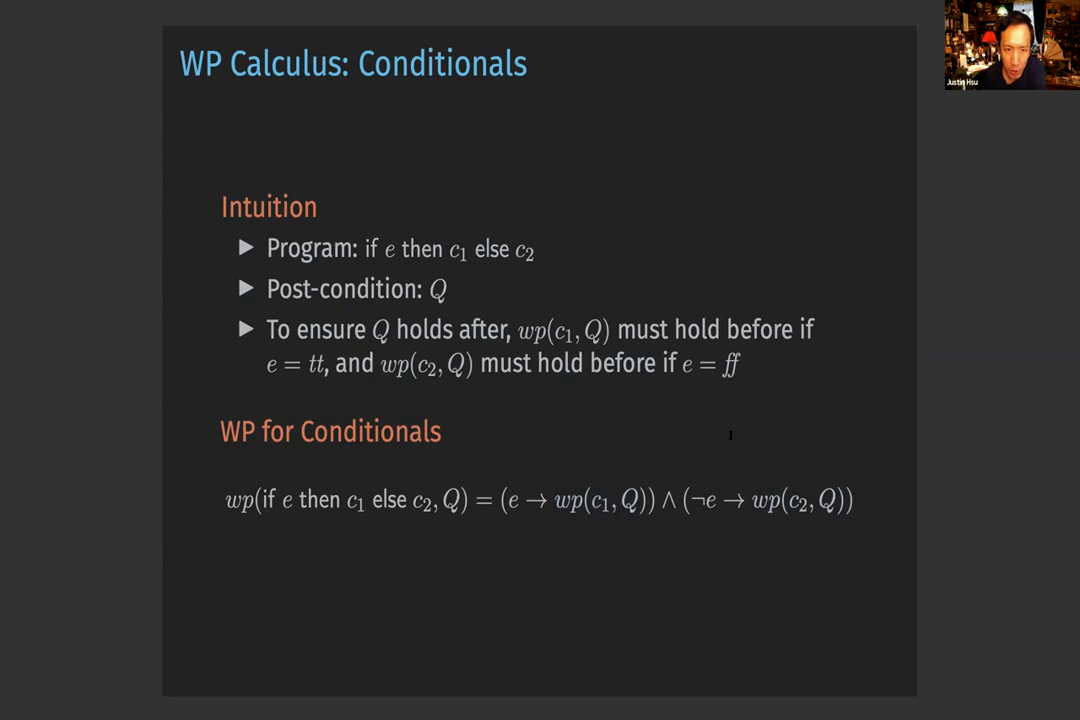 WP Calculus: Conditionals
Justin Hsu
Intuition
▶ Program: if e then c₁ else c₂
▶ Post-condition: Q
▶ To ensure Q holds after, wp(c₁, Q) must hold before if
e = tt, and wp(c₂, Q) must hold before if e = ff
WP for Conditionals
wp(if e then c₁ else c₂, Q) = (e → wp(c₁, Q)) ∧ (¬e → wp(c₂, Q))